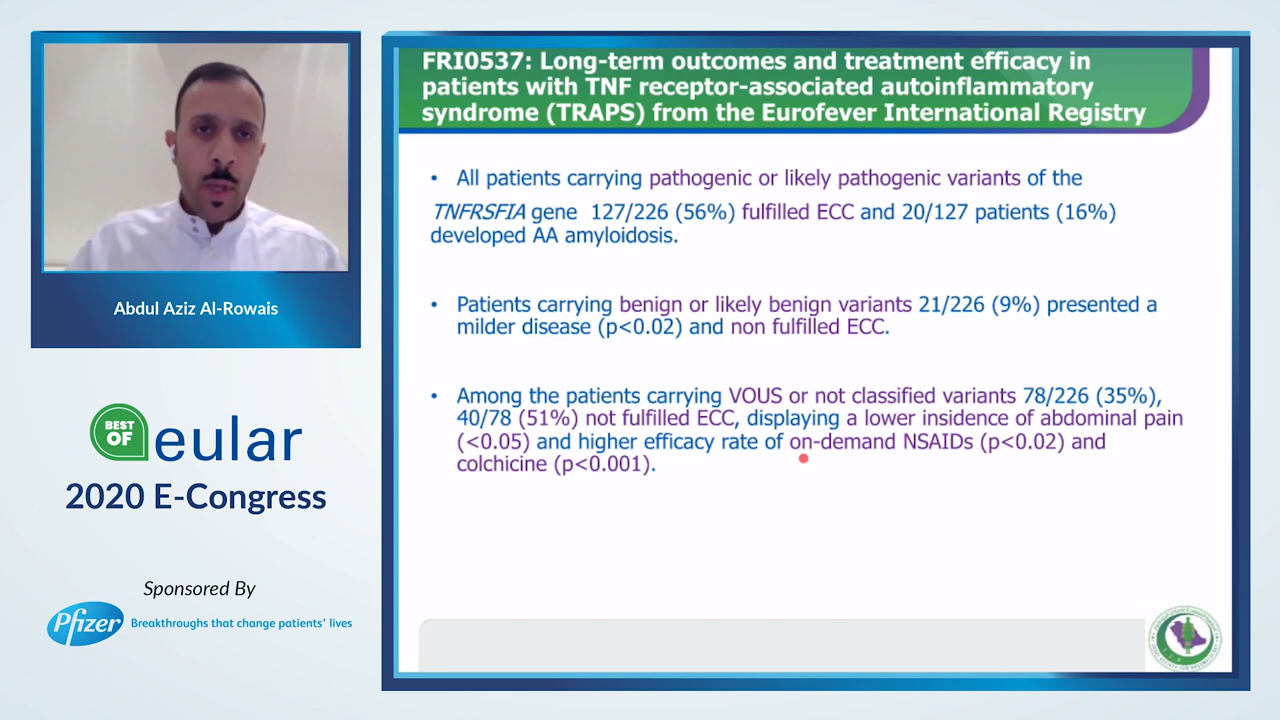 Abdul Aziz Al-Rowais
BEST
OF
eular
2020 E-Congress
Sponsored By
Pfizer
Breakthroughs that change patients' lives
FRI0537: Long-term outcomes and treatment efficacy in
patients with TNF receptor-associated autoinflammatory
syndrome (TRAPS) from the Eurofever International Registry
• All patients carrying pathogenic or likely pathogenic variants of the
TNFRSFIA gene 127/226 (56%) fulfilled ECC and 20/127 patients (16%)
developed AA amyloidosis.
• Patients carrying benign or likely benign variants 21/226 (9%) presented a
milder disease (p<0.02) and non fulfilled ECC.
• Among the patients carrying VOUS or not classified variants 78/226 (35%),
40/78 (51%) not fulfilled ECC, displaying a lower insidence of abdominal pain
(<0.05) and higher efficacy rate of on-demand NSAIDs (p<0.02) and
colchicine (p<0.001).